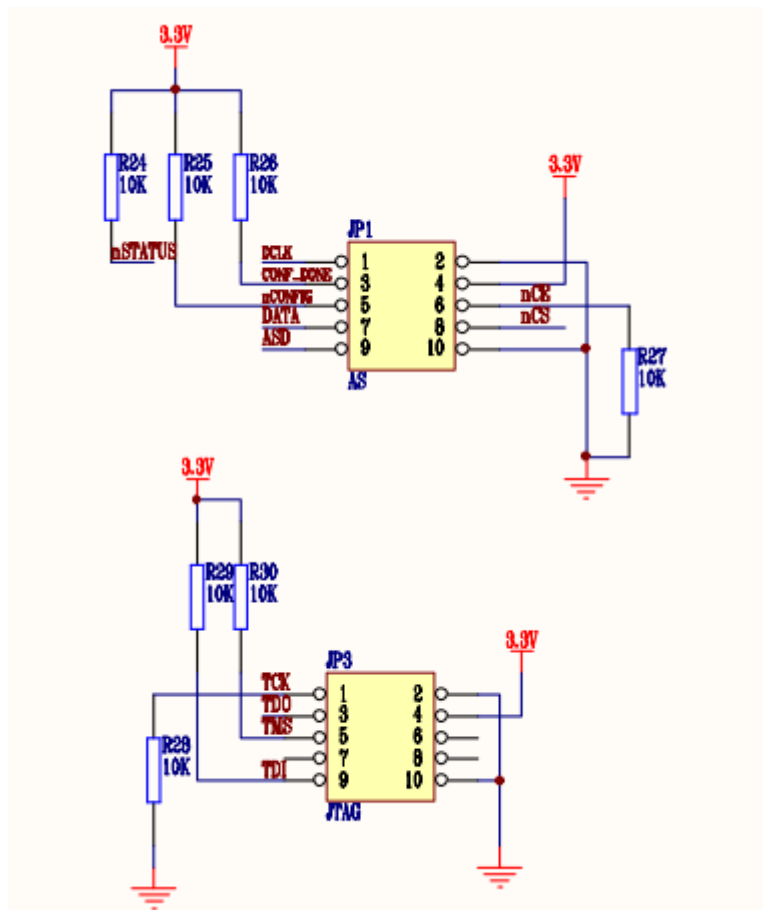 3.3V
R24
10K
R25
10K
R26
10K
nSTATUS
3.3V
JP1
DCLK
1
2
CONF_DONE
3
4
nCONFIG
5
6
nCE
DATA
7
8
nCS
ASD
9
10
AS
R27
10K
3.3V
R29
10K
R30
10K
3.3V
JP3
TCK
1
2
TDO
3
4
TMS
5
6
7
8
TDI
9
10
JTAG
R28
10K